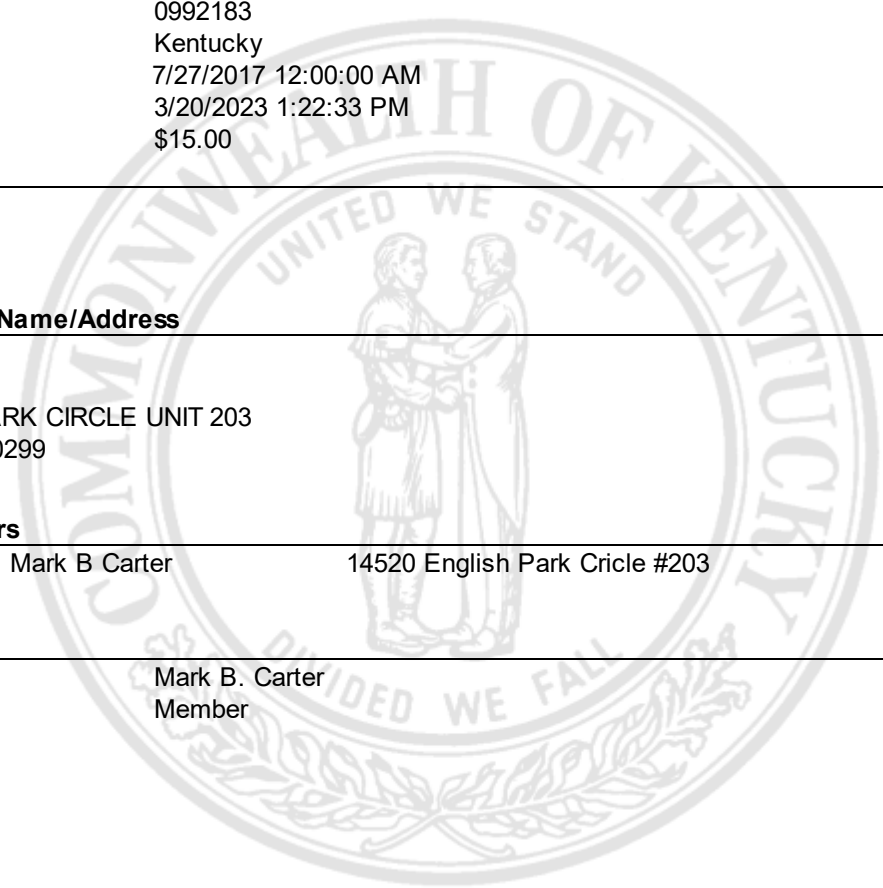 0992183
Kentucky
7/27/2017 12:00:00 AM
3/20/2023 1:22:33 PM
$15.00
COMMONWEALTH OF KENTUCKY
UNITED WE STAND
Name/Address
RK CIRCLE UNIT 203
0299
rs
Mark B Carter 14520 English Park Cricle #203
DIVIDED WE FALL
Mark B. Carter
Member